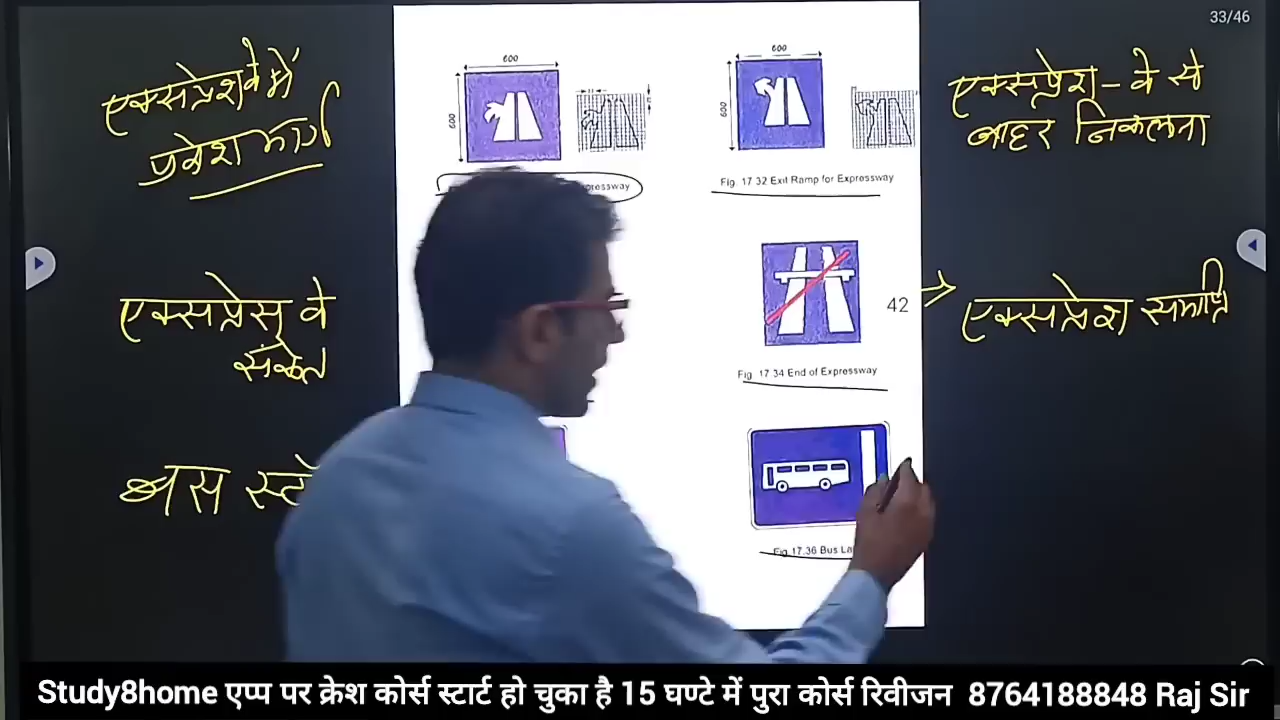 33/46
एक्सप्रेशवे में
प्रवेश मार्ग
600
600
600
600
एक्सप्रेश-वे से
बाहर निकलना
pressway
Fig. 17 32 Exit Ramp for Expressway
एक्सप्रेस वे
संकेत
42
एक्सप्रेश समाप्ति
Fig 17 34 End of Expressway
बस स्टॉ
Fig 17.36 Bus La
Study8home एप्प पर क्रेश कोर्स स्टार्ट हो चुका है 15 घण्टे में पुरा कोर्स रिवीजन 8764188848 Raj Sir